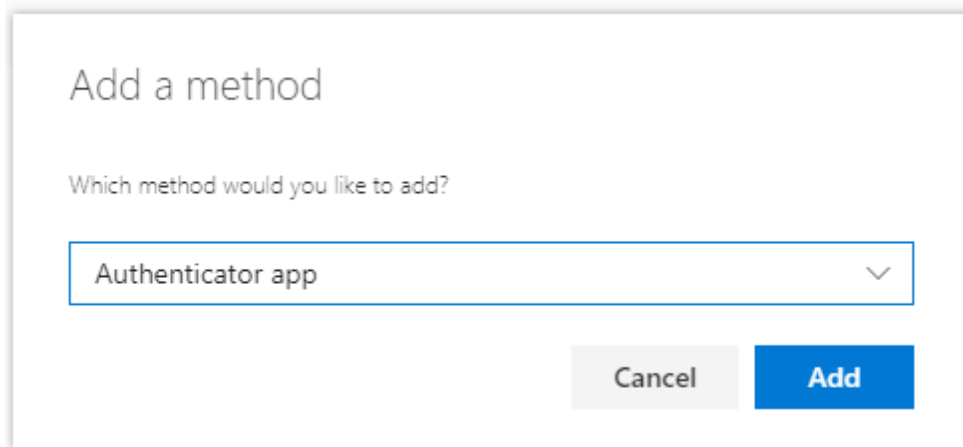 Add a method
Which method would you like to add?
Authenticator app
Cancel
Add